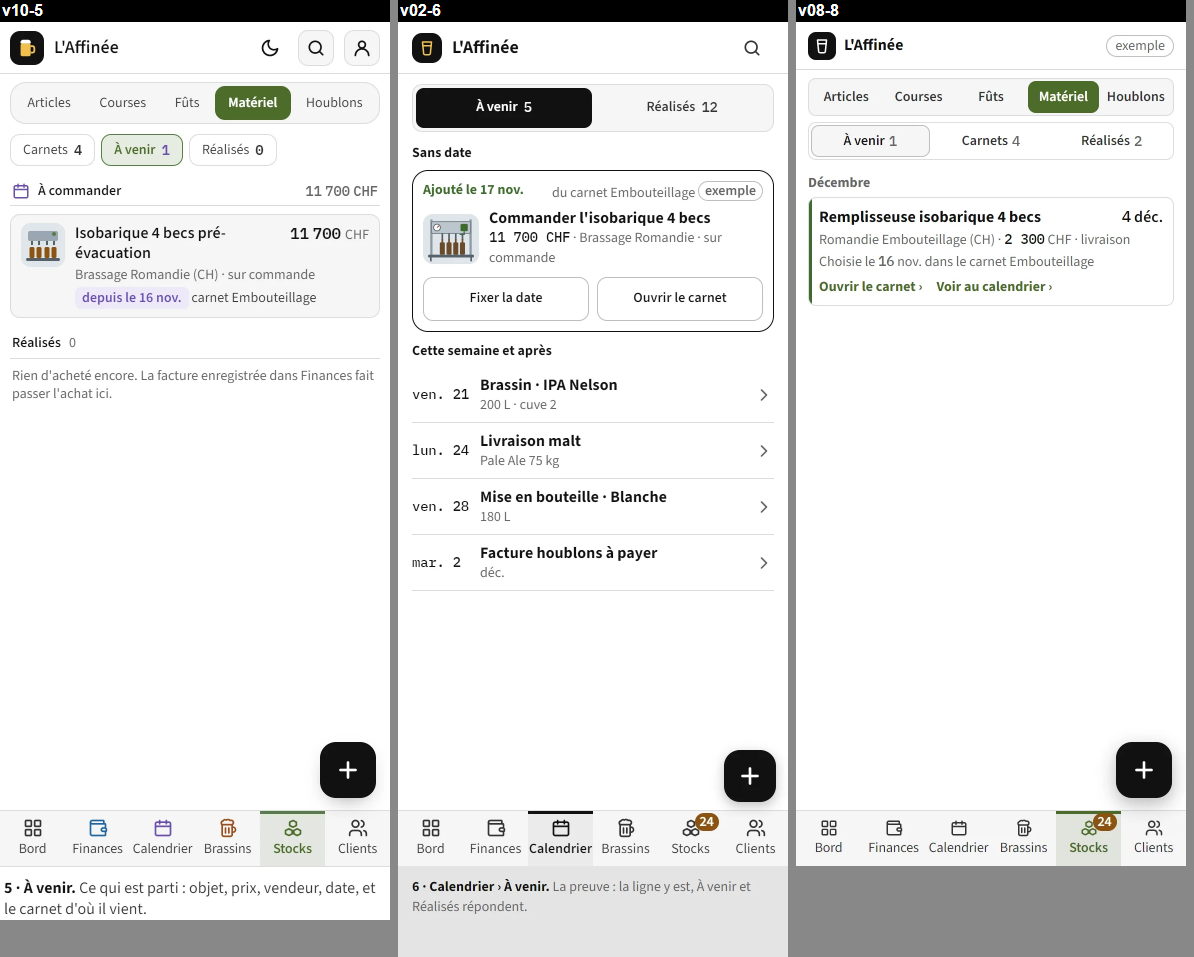 v10-5
L'Affinée
Articles Courses Fûts Matériel Houblons
Carnets 4 À venir 1 Réalisés 0
À commander 11 700 CHF
Isobarique 4 becs pré-
évacuation
11 700 CHF
Brassage Romandie (CH) · sur commande
depuis le 16 nov. carnet Embouteillage
Réalisés 0
Rien d'acheté encore. La facture enregistrée dans Finances fait
passer l'achat ici.
+
Bord Finances Calendrier Brassins Stocks Clients
5 · À venir. Ce qui est parti : objet, prix, vendeur, date, et
le carnet d'où il vient.
v02-6
L'Affinée
À venir 5 Réalisés 12
Sans date
Ajouté le 17 nov. du carnet Embouteillage exemple
Commander l'isobarique 4 becs
11 700 CHF · Brassage Romandie · sur
commande
Fixer la date Ouvrir le carnet
Cette semaine et après
ven. 21 Brassin · IPA Nelson
200 L · cuve 2
lun. 24 Livraison malt
Pale Ale 75 kg
ven. 28 Mise en bouteille · Blanche
180 L
mar. 2 Facture houblons à payer
déc.
+
24
Bord Finances Calendrier Brassins Stocks Clients
6 · Calendrier › À venir. La preuve : la ligne y est, À venir et
Réalisés répondent.
v08-8
L'Affinée exemple
Articles Courses Fûts Matériel Houblons
À venir 1 Carnets 4 Réalisés 2
Décembre
Remplisseuse isobarique 4 becs 4 déc.
Romandie Embouteillage (CH) · 2 300 CHF · livraison
Choisie le 16 nov. dans le carnet Embouteillage
Ouvrir le carnet › Voir au calendrier ›
+
24
Bord Finances Calendrier Brassins Stocks Clients